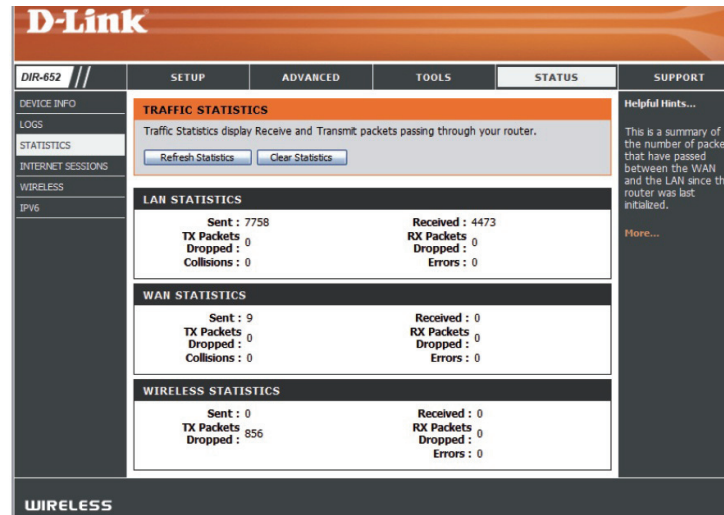 D-Link
DIR-652
SETUP
ADVANCED
TOOLS
STATUS
SUPPORT
DEVICE INFO
LOGS
STATISTICS
INTERNET SESSIONS
WIRELESS
IPV6
TRAFFIC STATISTICS
Traffic Statistics display Receive and Transmit packets passing through your router.
Refresh Statistics
Clear Statistics
LAN STATISTICS
Sent : 7758
Received : 4473
TX Packets
Dropped : 0
RX Packets
Dropped : 0
Collisions : 0
Errors : 0
WAN STATISTICS
Sent : 9
Received : 0
TX Packets
Dropped : 0
RX Packets
Dropped : 0
Collisions : 0
Errors : 0
WIRELESS STATISTICS
Sent : 0
Received : 0
TX Packets
Dropped : 856
RX Packets
Dropped : 0
Errors : 0
Helpful Hints...
This is a summary of
the number of packe
that have passed
between the WAN
and the LAN since th
router was last
initialized.
More...
WIRELESS